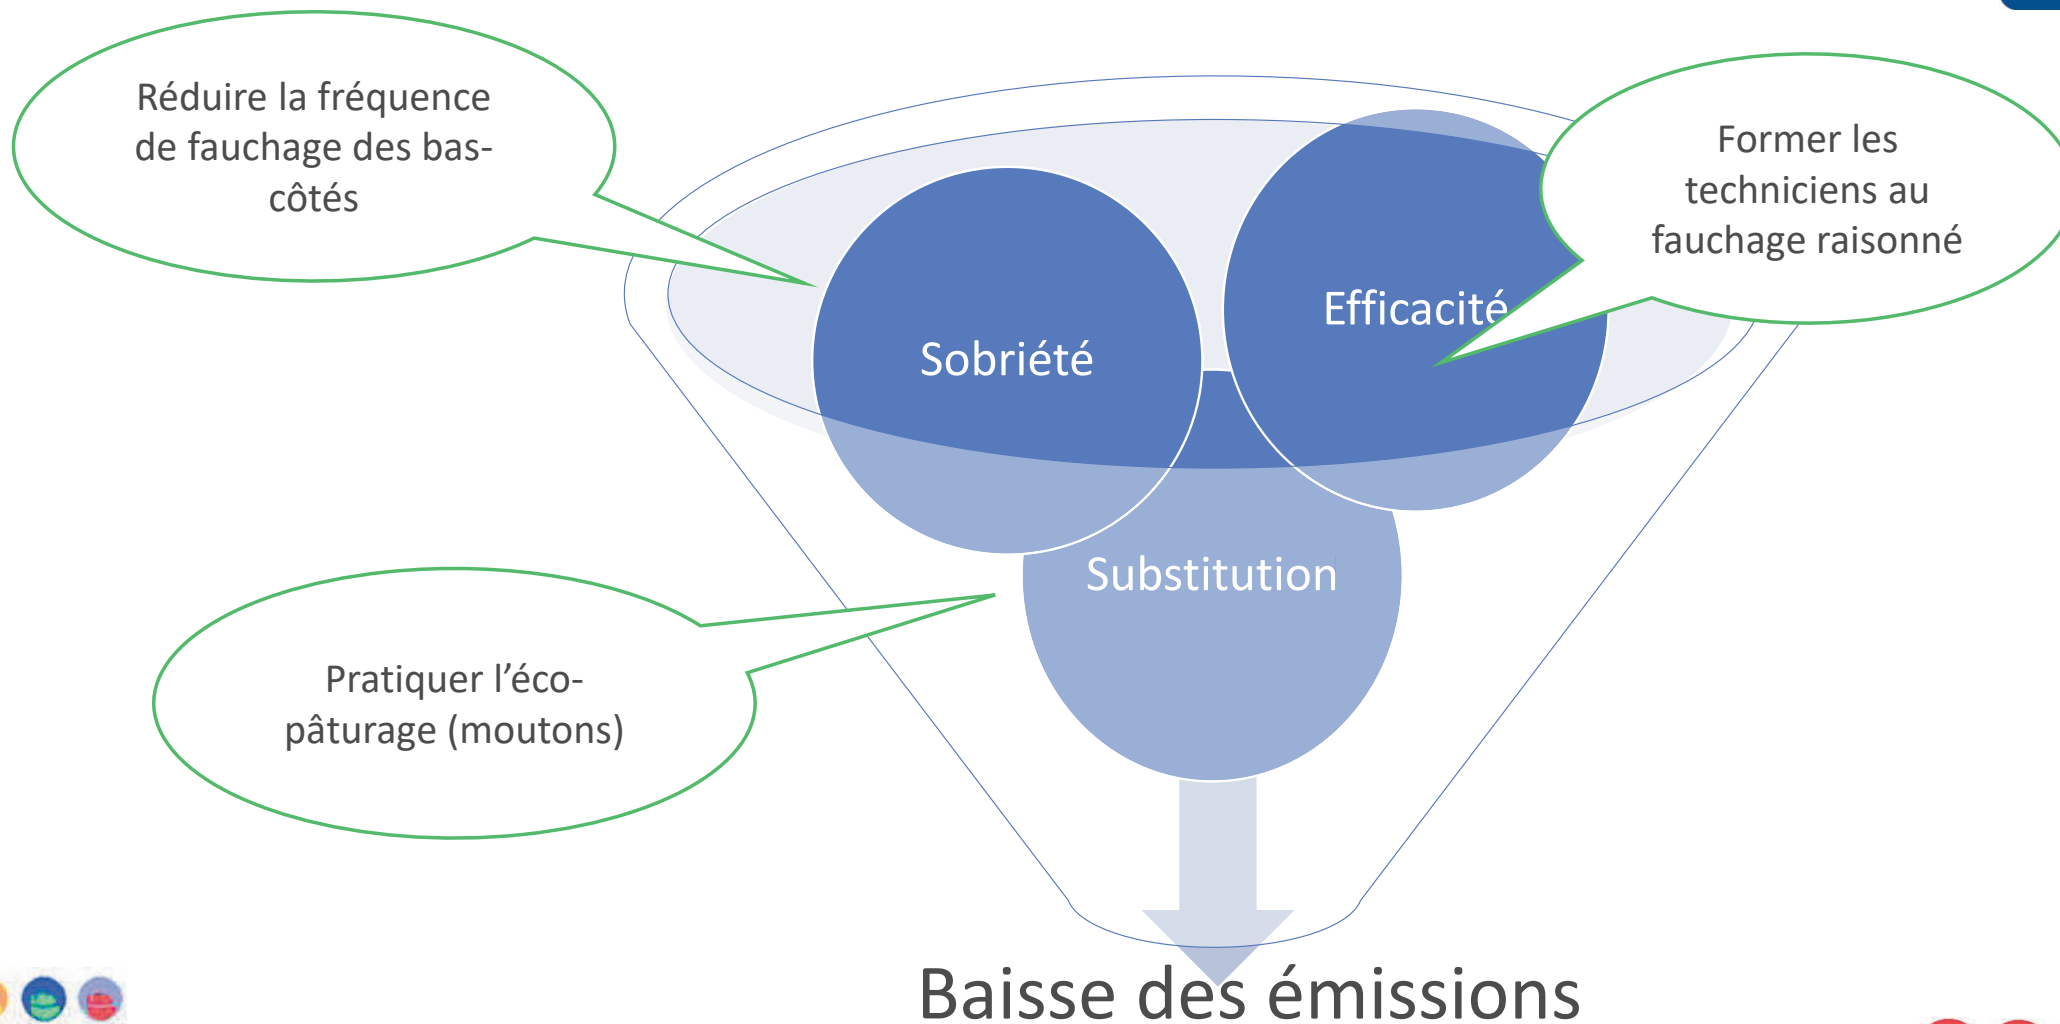 Réduire la fréquence
de fauchage des bas-
côtés
Former les
techniciens au
fauchage raisonné
Efficacité
Sobriété
Substitution
Pratiquer l’éco-
pâturage (moutons)
Baisse des émissions